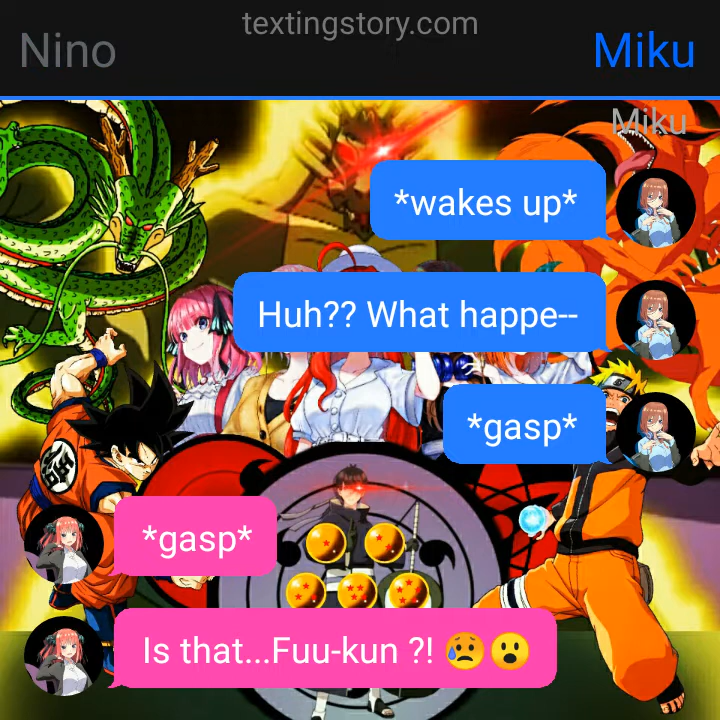 textingstory.com
Nino
Miku
Miku
*wakes up*
Huh?? What happe--
*gasp*
*gasp*
Is that...Fuu-kun ?! 😥😮